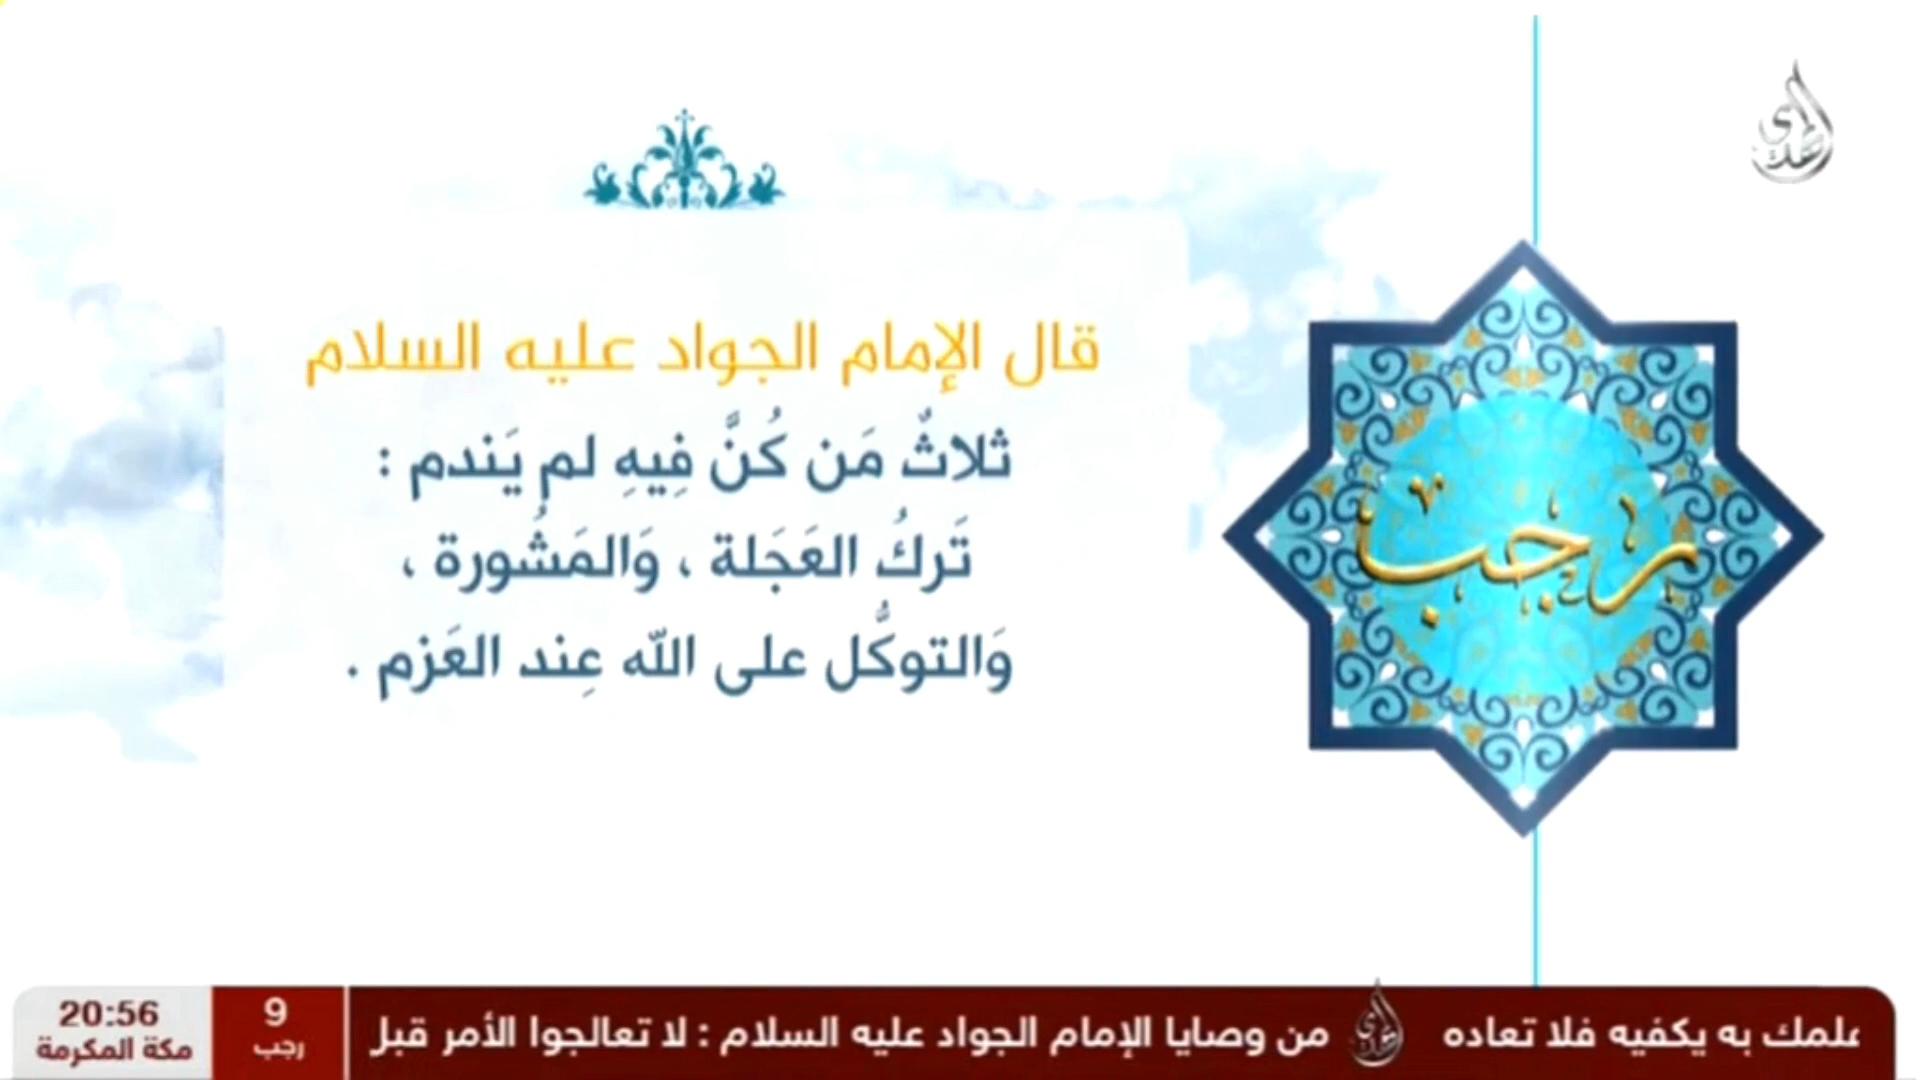 قال الإمام الجواد عليه السلام
ثلاثٌ مَن كُنَّ فِيهِ لم يَندم :
تَركُ العَجَلة ، وَالمَشُورة ،
وَالتوكُّل على الله عِند العَزم .
رجب
علمك به يكفيه فلا تعاده
من وصايا الإمام الجواد عليه السلام : لا تعالجوا الأمر قبل
9
رجب
20:56
مكة المكرمة